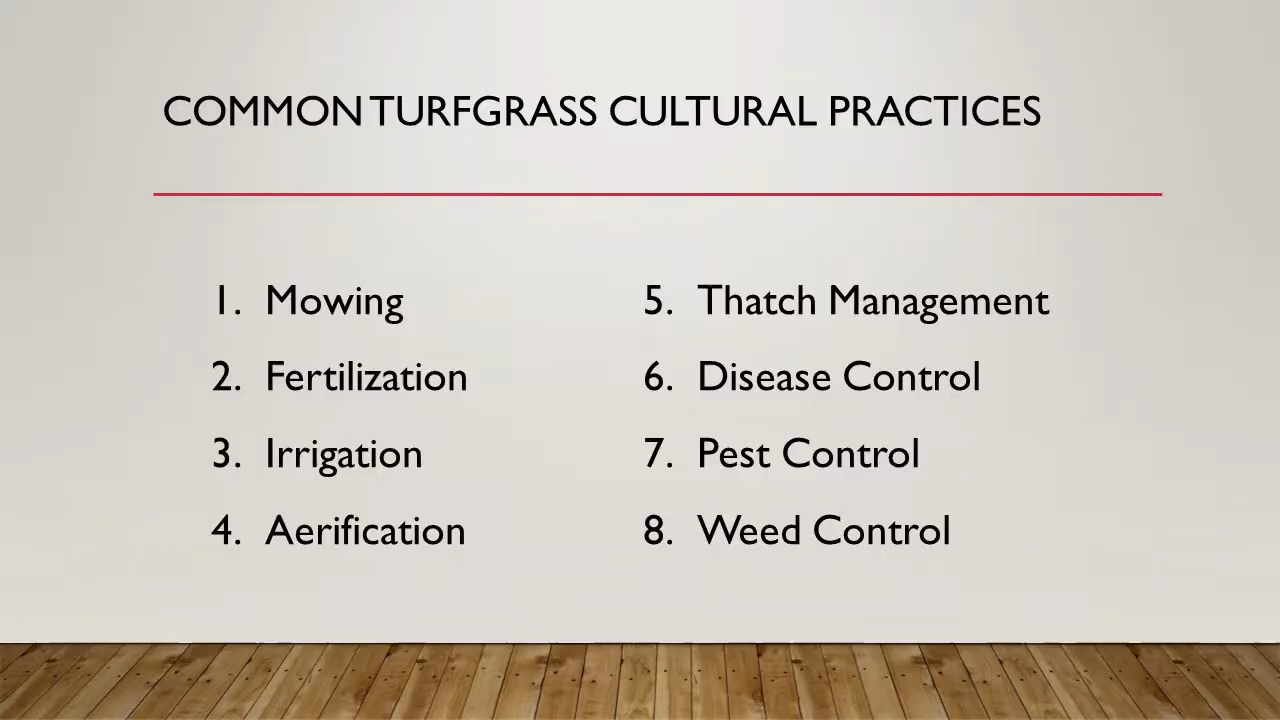 COMMON TURFGRASS CULTURAL PRACTICES
1. Mowing
2. Fertilization
3. Irrigation
4. Aerification
5. Thatch Management
6. Disease Control
7. Pest Control
8. Weed Control